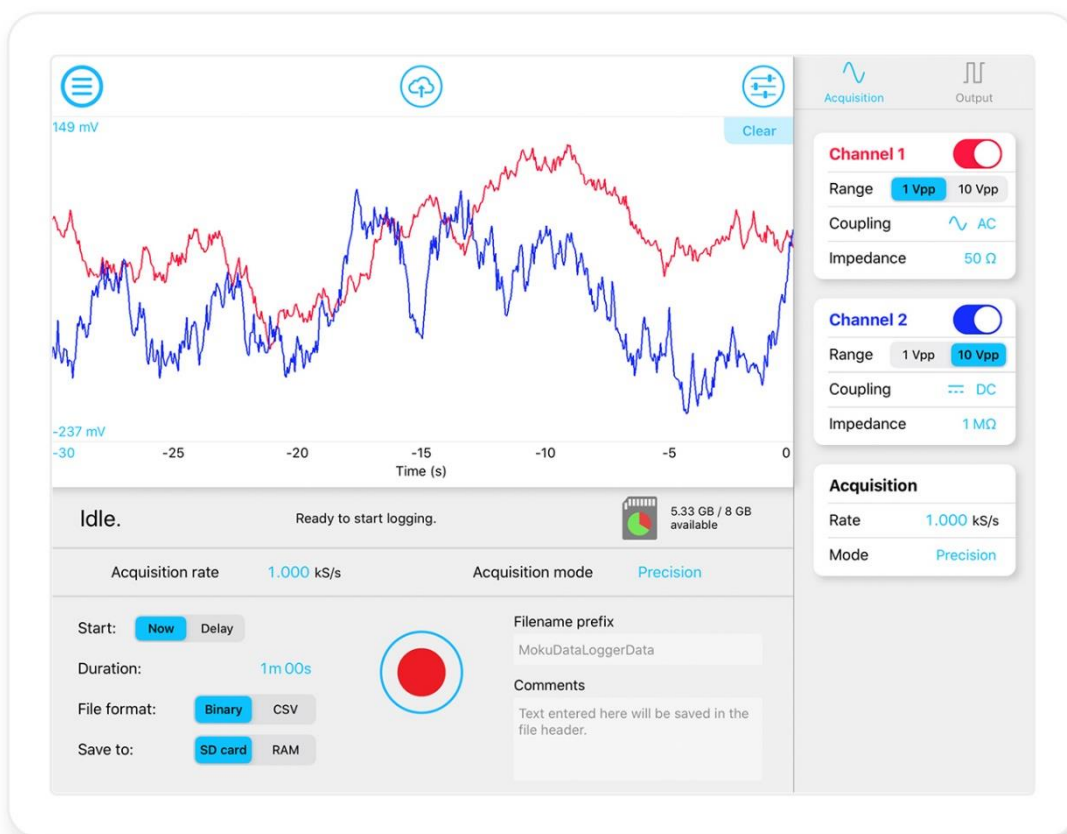 149 mV
Clear
-237 mV
-30 -25 -20 -15 -10 -5 0
Time (s)
Acquisition Output
Channel 1
Range 1 Vpp 10 Vpp
Coupling AC
Impedance 50 Ω
Channel 2
Range 1 Vpp 10 Vpp
Coupling DC
Impedance 1 MΩ
Acquisition
Rate 1.000 kS/s
Mode Precision
Idle. Ready to start logging. 5.33 GB / 8 GB
available
Acquisition rate 1.000 kS/s Acquisition mode Precision
Start: Now Delay
Duration: 1m 00s
File format: Binary CSV
Save to: SD card RAM
Filename prefix
MokuDataLoggerData
Comments
Text entered here will be saved in the
file header.